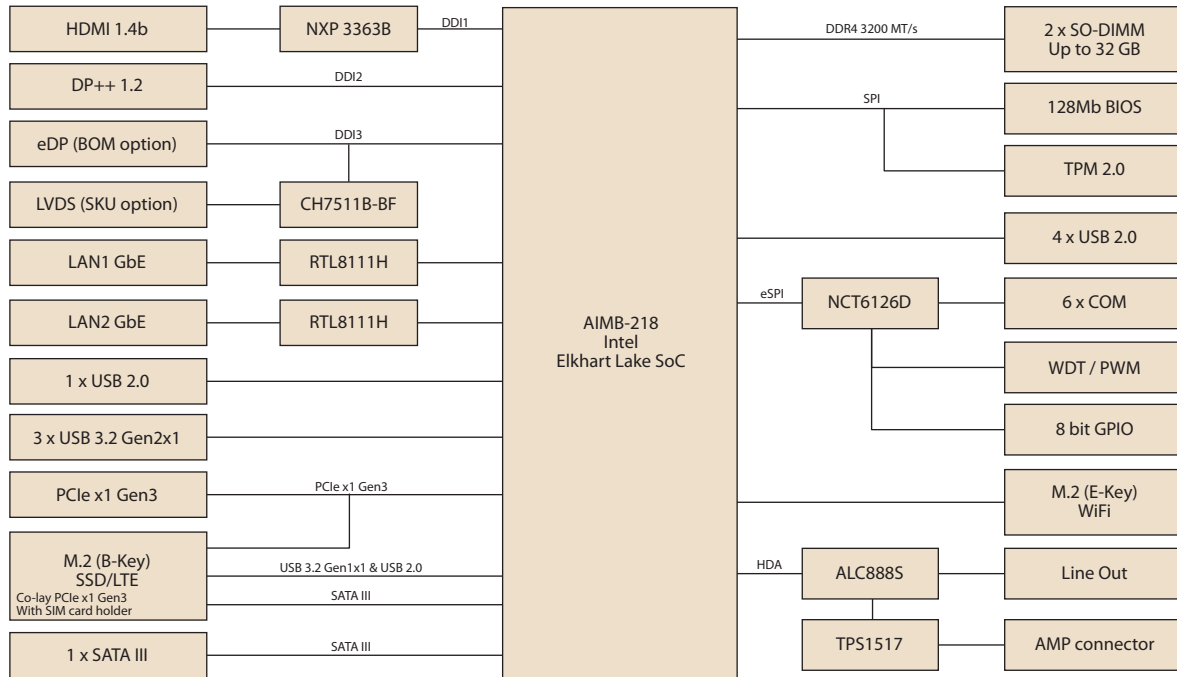 HDMI 1.4b
NXP 3363B
DDI1
DP++ 1.2
DDI2
eDP (BOM option)
DDI3
LVDS (SKU option)
CH7511B-BF
LAN1 GbE
RTL8111H
LAN2 GbE
RTL8111H
1 x USB 2.0
3 x USB 3.2 Gen2x1
PCIe x1 Gen3
PCIe x1 Gen3
M.2 (B-Key)
SSD/LTE
Co-lay PCIe x1 Gen3
With SIM card holder
USB 3.2 Gen1x1 & USB 2.0
SATA III
1 x SATA III
SATA III
AIMB-218
Intel
Elkhart Lake SoC
DDR4 3200 MT/s
2 x SO-DIMM
Up to 32 GB
SPI
128Mb BIOS
TPM 2.0
4 x USB 2.0
eSPI
NCT6126D
6 x COM
WDT / PWM
8 bit GPIO
M.2 (E-Key)
WiFi
HDA
ALC888S
Line Out
TPS1517
AMP connector